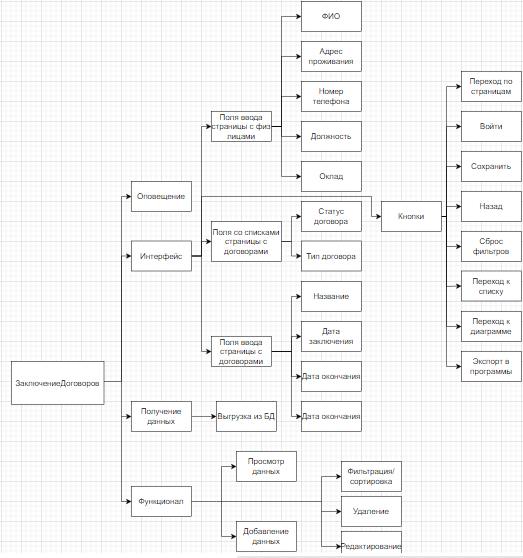 ФИО
Адрес
проживания
Номер
телефона
Должность
Оклад
Поля ввода
страницы с физ
лицами
Переход по
страницам
Войти
Сохранить
Назад
Сброс
фильтров
Переход к
списку
Переход к
диаграмме
Экспорт в
программы
Кнопки
Оповещение
Интерфейс
Поля со списками
страницы с
договорами
Статус
договора
Тип договора
Название
Дата
заключения
Дата окончания
Дата окончания
Поля ввода
страницы с
договорами
ЗаключениеДоговоров
Получение
данных
Выгрузка из БД
Функционал
Просмотр
данных
Добавление
данных
Фильтрация/
сортировка
Удаление
Редактирование